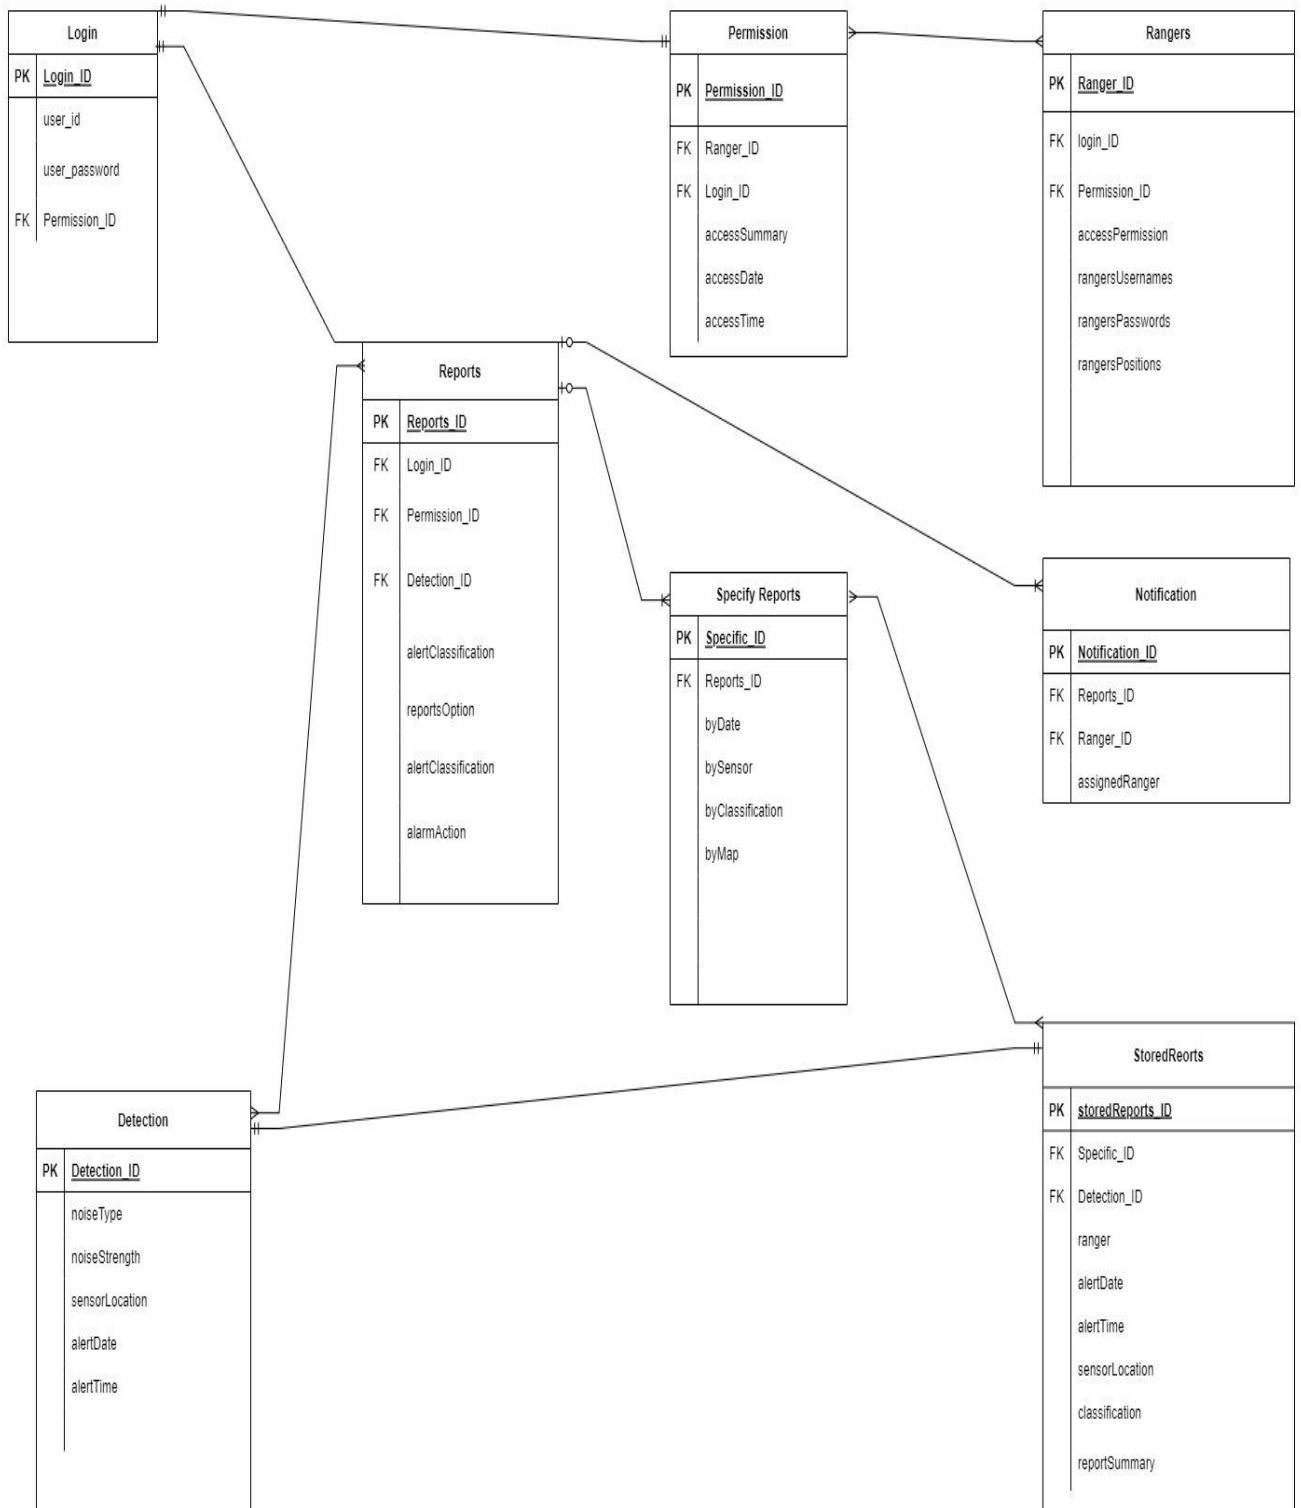 Login
PK Login_ID
user_id
user_password
FK Permission_ID
Permission
PK Permission_ID
FK Ranger_ID
FK Login_ID
accessSummary
accessDate
accessTime
Rangers
PK Ranger_ID
FK login_ID
FK Permission_ID
accessPermission
rangersUsernames
rangersPasswords
rangersPositions
Reports
PK Reports_ID
FK Login_ID
FK Permission_ID
FK Detection_ID
alertClassification
reportsOption
alertClassification
alarmAction
Specify Reports
PK Specific_ID
FK Reports_ID
byDate
bySensor
byClassification
byMap
Notification
PK Notification_ID
FK Reports_ID
FK Ranger_ID
assignedRanger
Detection
PK Detection_ID
noiseType
noiseStrength
sensorLocation
alertDate
alertTime
StoredReorts
PK storedReports_ID
FK Specific_ID
FK Detection_ID
ranger
alertDate
alertTime
sensorLocation
classification
reportSummary